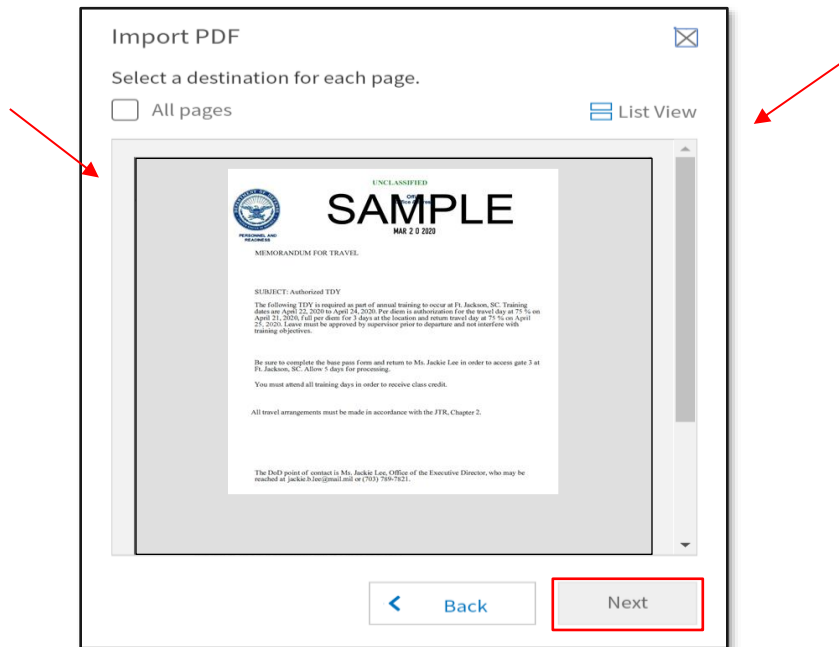 Import PDF
Select a destination for each page.
All pages
List View
UNCLASSIFIED
SAMPLE
MAR 2 0 2020
PERSONNEL AND
READINESS
MEMORANDUM FOR TRAVEL
SUBJECT: Authorized TDY
The following TDY is required as part of annual training to occur at Ft. Jackson, SC. Training
dates are April 22, 2020 to April 24, 2020. Per diem is authorization for the travel day at 75 % on
April 21, 2020, full per diem for 3 days at the location and return travel day at 75 % on April
25, 2020. Leave must be approved by supervisor prior to departure and not interfere with
training objectives.
Be sure to complete the base pass form and return to Ms. Jackie Lee in order to access gate 3 at
Ft. Jackson, SC. Allow 5 days for processing.
You must attend all training days in order to receive class credit.
All travel arrangements must be made in accordance with the JTR, Chapter 2.
The DoD point of contact is Ms. Jackie Lee, Office of the Executive Director, who may be
reached at jackie.b.lee@mail.mil or (703) 789-7821.
Back
Next